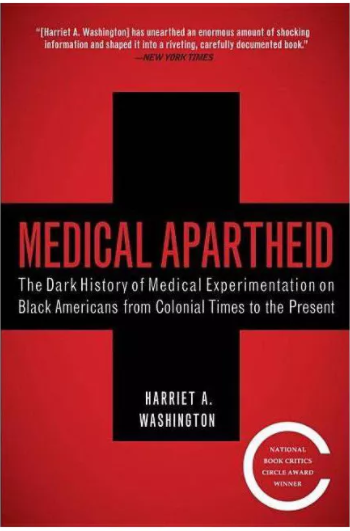 "[Harriet A. Washington] has unearthed an enormous amount of shocking
information and shaped it into a riveting, carefully documented book."
—NEW YORK TIMES
MEDICAL APARTHEID
The Dark History of Medical Experimentation on
Black Americans from Colonial Times to the Present
HARRIET A.
WASHINGTON
NATIONAL
BOOK CRITICS
CIRCLE AWARD
WINNER